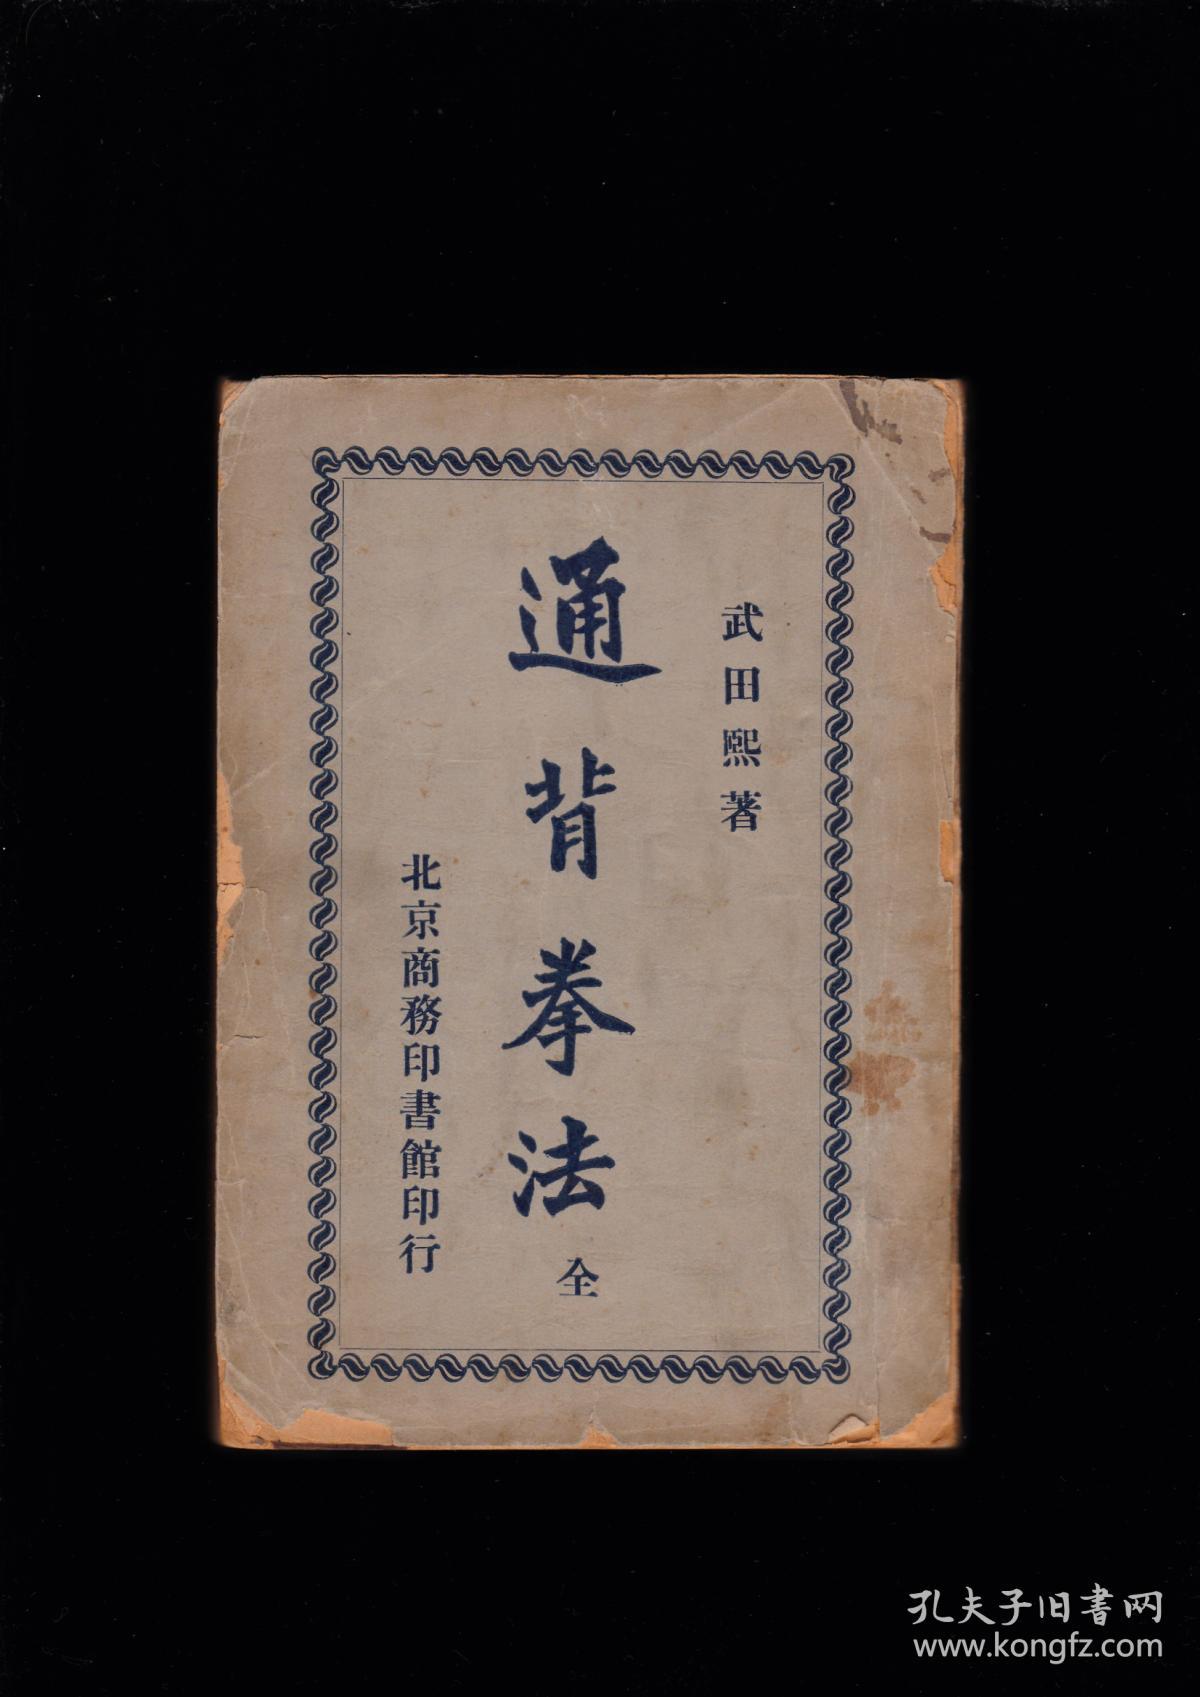 武田熙著
通背拳法
全
北京商務印書館印行
孔夫子旧書网
www.kongfz.com